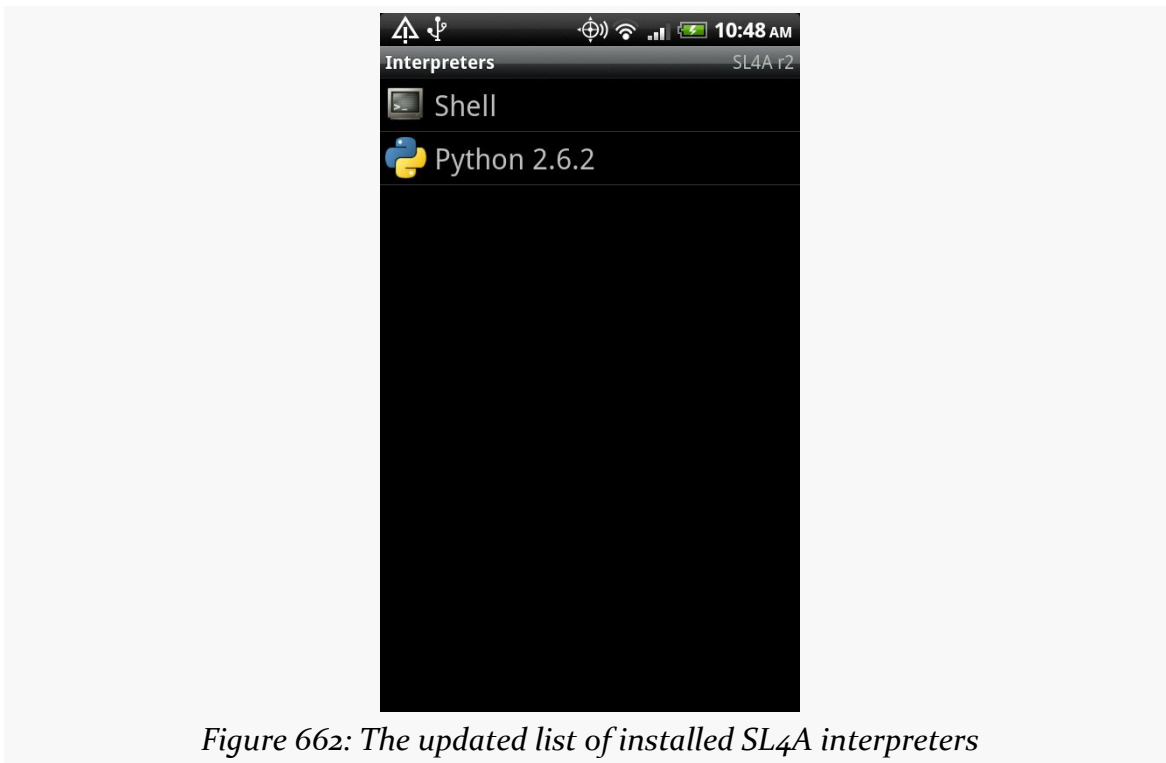 10:48 AM
Interpreters SL4A r2
>_
Shell
Python 2.6.2
Figure 662: The updated list of installed SL4A interpreters